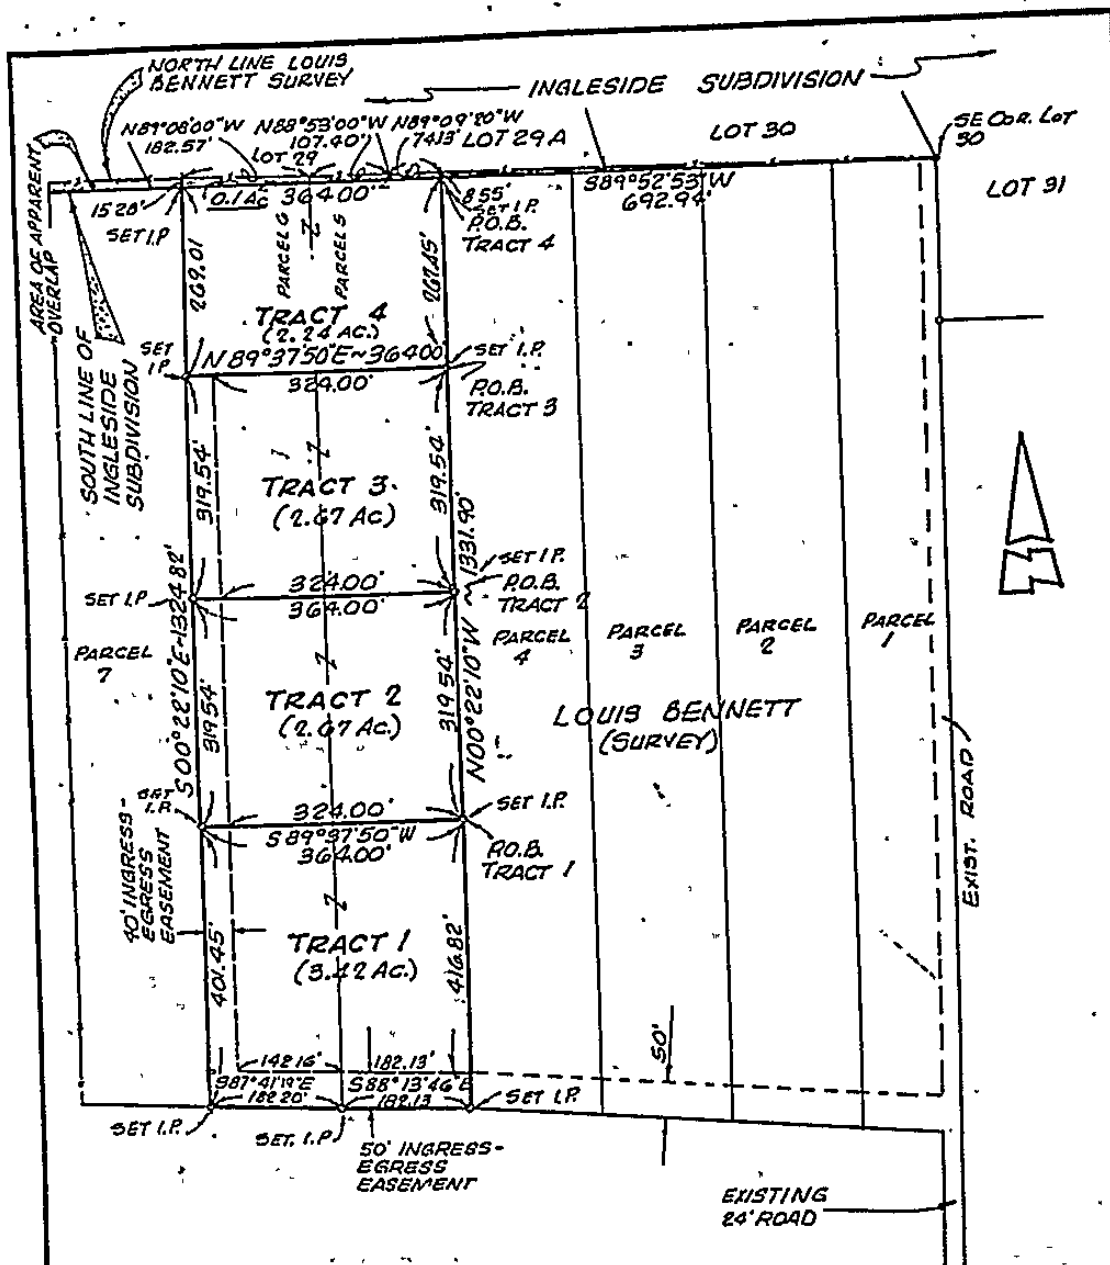 NORTH LINE LOUIS
BENNETT SURVEY
INGLESIDE SUBDIVISION
N89°06'00"W
182.57'
N88°53'00"W
107.40'
N89°09'20"W
74.13'
LOT 29
LOT 29A
LOT 30
SE COR. LOT
30
LOT 31
S89°52'53"W
692.94'
0.1 AC
364.00'
8.55'
SET I.P.
P.O.B.
TRACT 4
15.28'
SET I.P.
AREA OF APPARENT
OVERLAP
SOUTH LINE OF
INGLESIDE
SUBDIVISION
269.01
PARCEL 6
PARCEL 5
267.45'
TRACT 4
(2.24 AC.)
SET
I.P.
N 89°37'50"E~364.00'
324.00'
SET I.P.
P.O.B.
TRACT 3
319.54'
TRACT 3
(2.67 AC)
319.54'
S00°22'10"E~1324.82'
N00°22'10"W 1331.90'
SET I.P.
SET I.P.
P.O.B.
TRACT 2
324.00'
364.00'
PARCEL
7
PARCEL
4
PARCEL
3
PARCEL
2
PARCEL
1
319.54'
TRACT 2
(2.67 AC.)
319.54'
LOUIS BENNETT
(SURVEY)
SET
I.P.
324.00'
S89°37'50"W
364.00'
SET I.P.
P.O.B.
TRACT 1
EXIST. ROAD
40' INGRESS-
EGRESS
EASEMENT
401.45'
TRACT 1
(3.42 AC.)
416.82'
50'
142.16'
182.13'
S87°41'19"E
S88°13'46"E
182.20'
182.13
SET I.P.
SET I.P.
SET. I.P.
50' INGRESS-
EGRESS
EASEMENT
EXISTING
24' ROAD